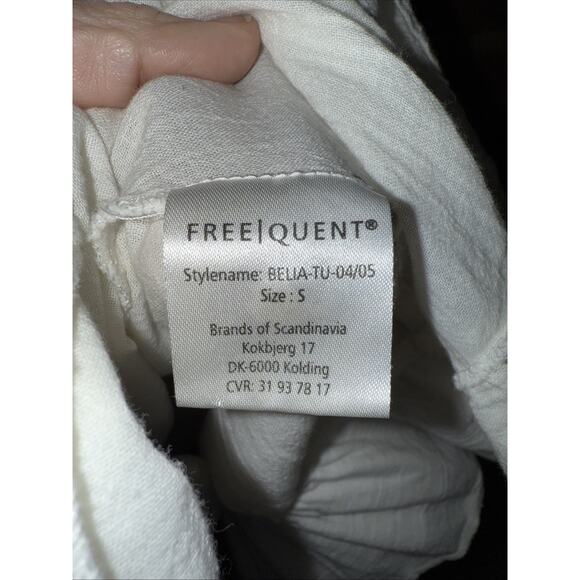 FREE|QUENT®
Stylename: BELIA-TU-04/05
Size : S
Brands of Scandinavia
Kokbjerg 17
DK-6000 Kolding
CVR: 31 93 78 17